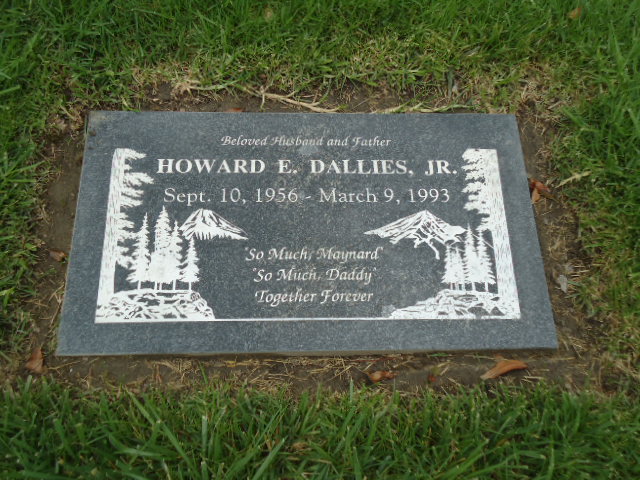 Beloved Husband and Father
HOWARD E. DALLIES, JR.
Sept. 10, 1956 - March 9, 1993
"So Much, Maynard"
"So Much, Daddy"
Together Forever